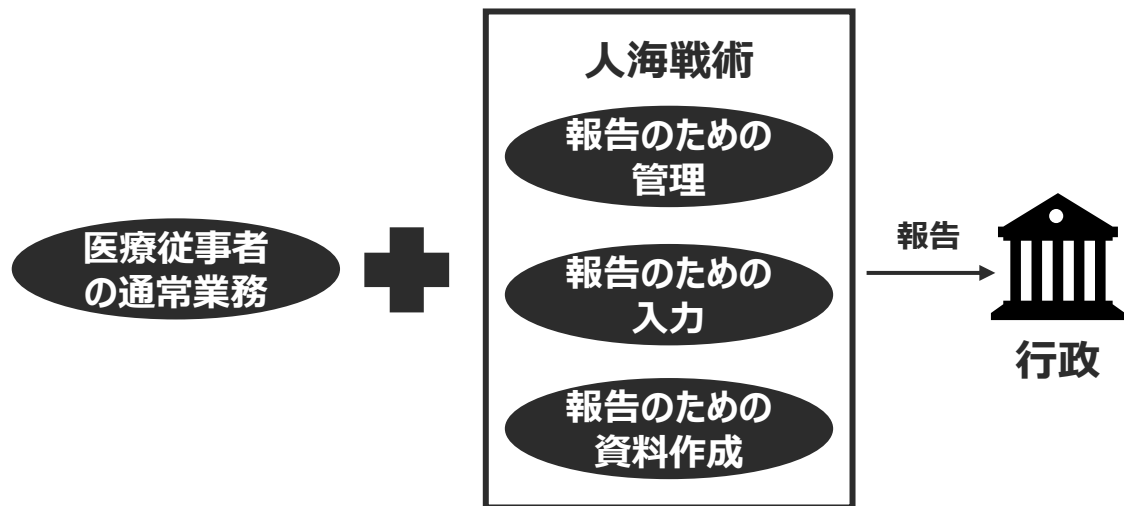 人海戦術
報告のための
管理
医療従事者
の通常業務
報告のための
入力
報告のための
資料作成
報告
行政